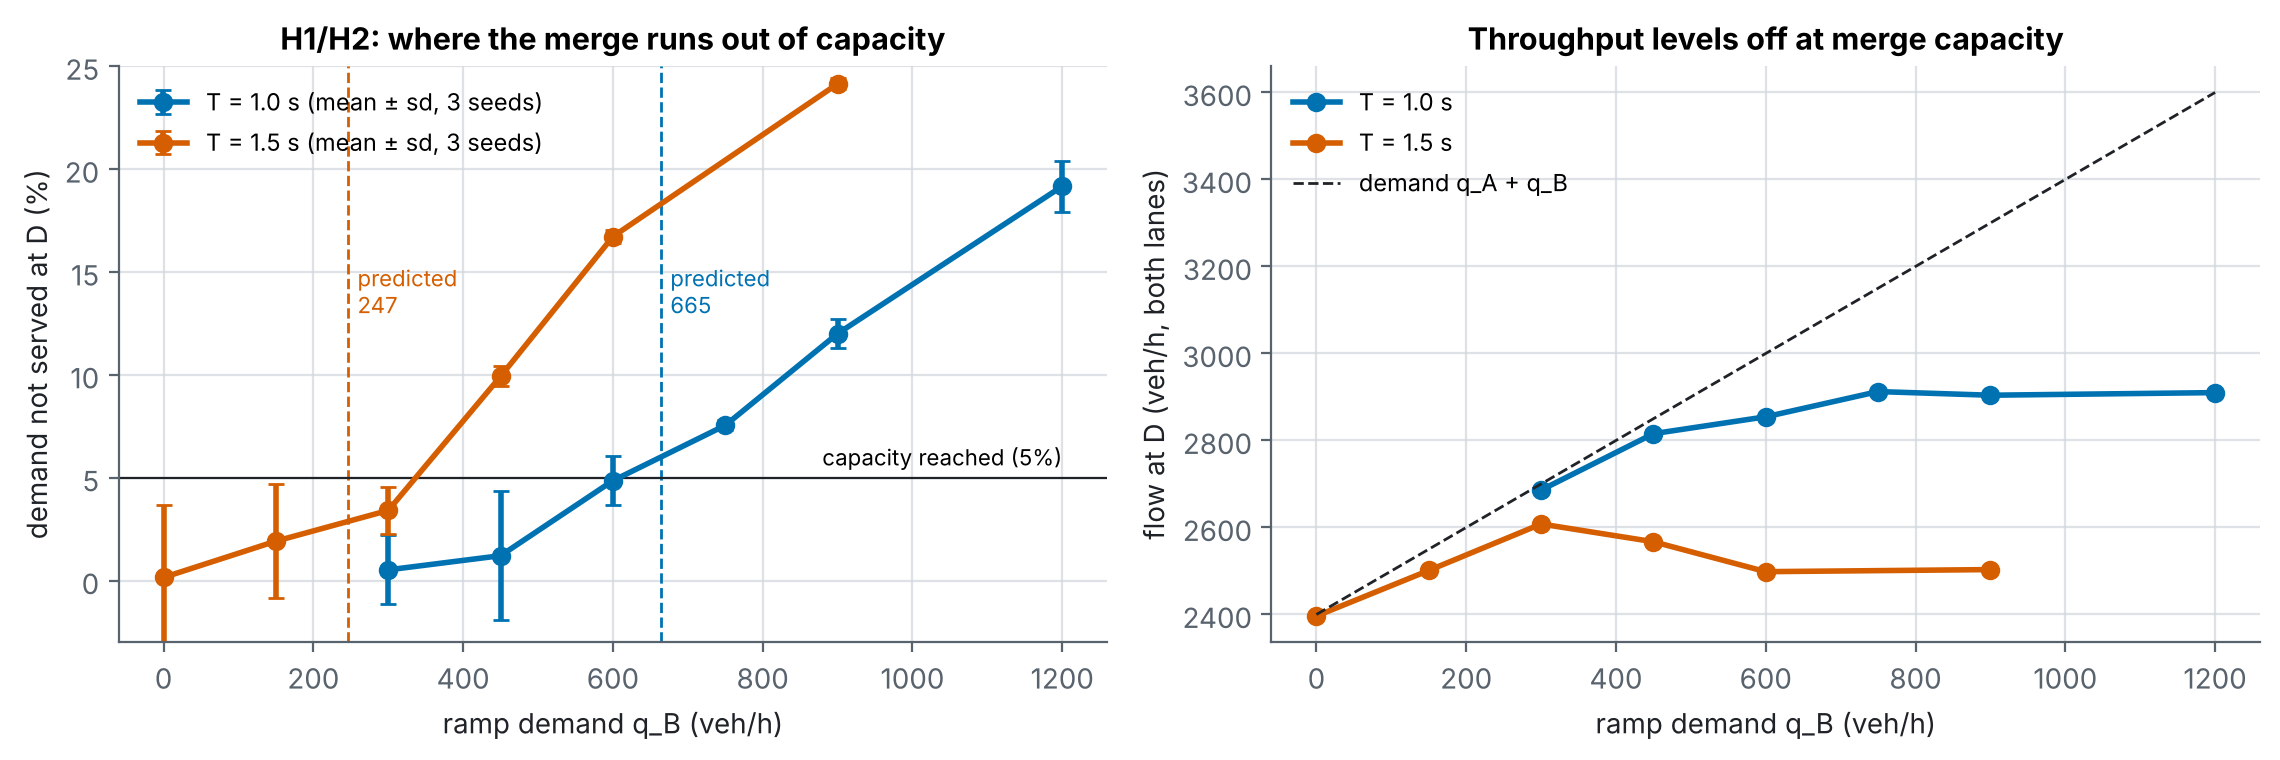 H1/H2: where the merge runs out of capacity
25
20
15
10
5
0
demand not served at D (%)
T = 1.0 s (mean ± sd, 3 seeds)
T = 1.5 s (mean ± sd, 3 seeds)
predicted
247
predicted
665
capacity reached (5%)
0 200 400 600 800 1000 1200
ramp demand q_B (veh/h)
Throughput levels off at merge capacity
3600
3400
3200
3000
2800
2600
2400
flow at D (veh/h, both lanes)
T = 1.0 s
T = 1.5 s
demand q_A + q_B
0 200 400 600 800 1000 1200
ramp demand q_B (veh/h)